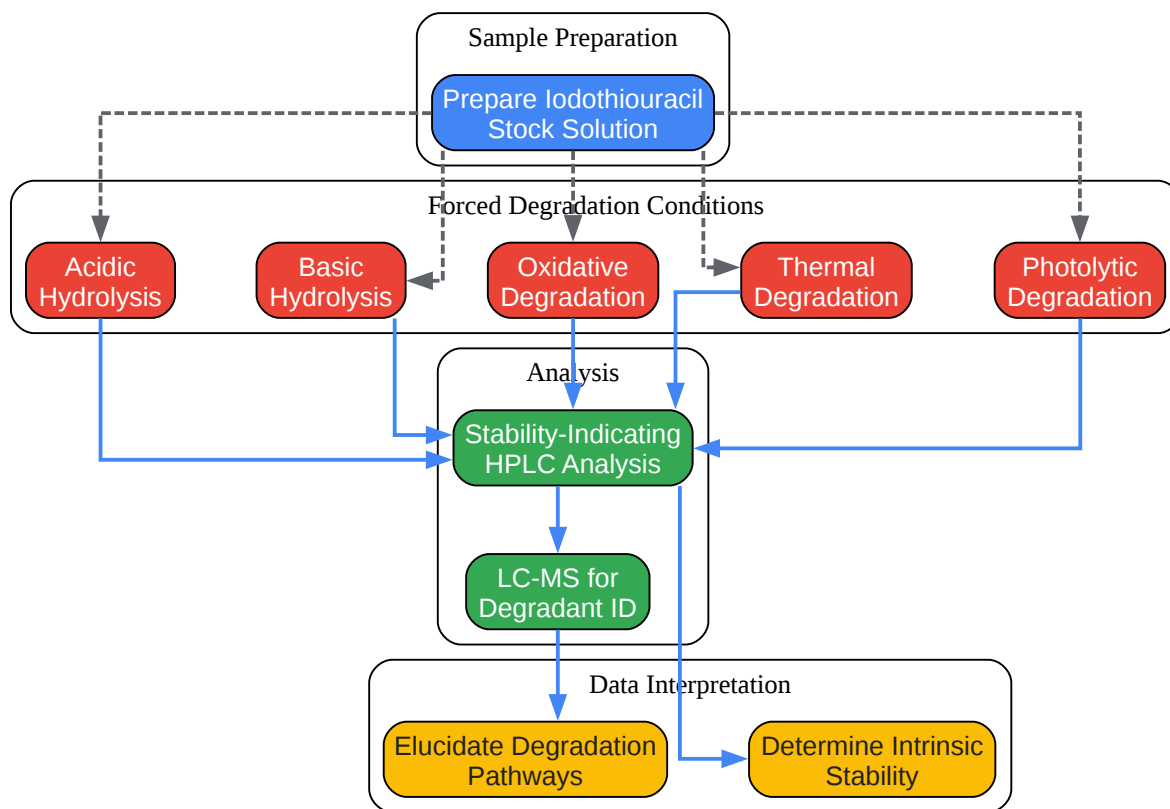 Sample Preparation
Prepare Iodothiouracil
Stock Solution
Forced Degradation Conditions
Acidic
Hydrolysis
Basic
Hydrolysis
Oxidative
Degradation
Thermal
Degradation
Photolytic
Degradation
Analysis
Stability-Indicating
HPLC Analysis
LC-MS for
Degradant ID
Data Interpretation
Elucidate Degradation
Pathways
Determine Intrinsic
Stability